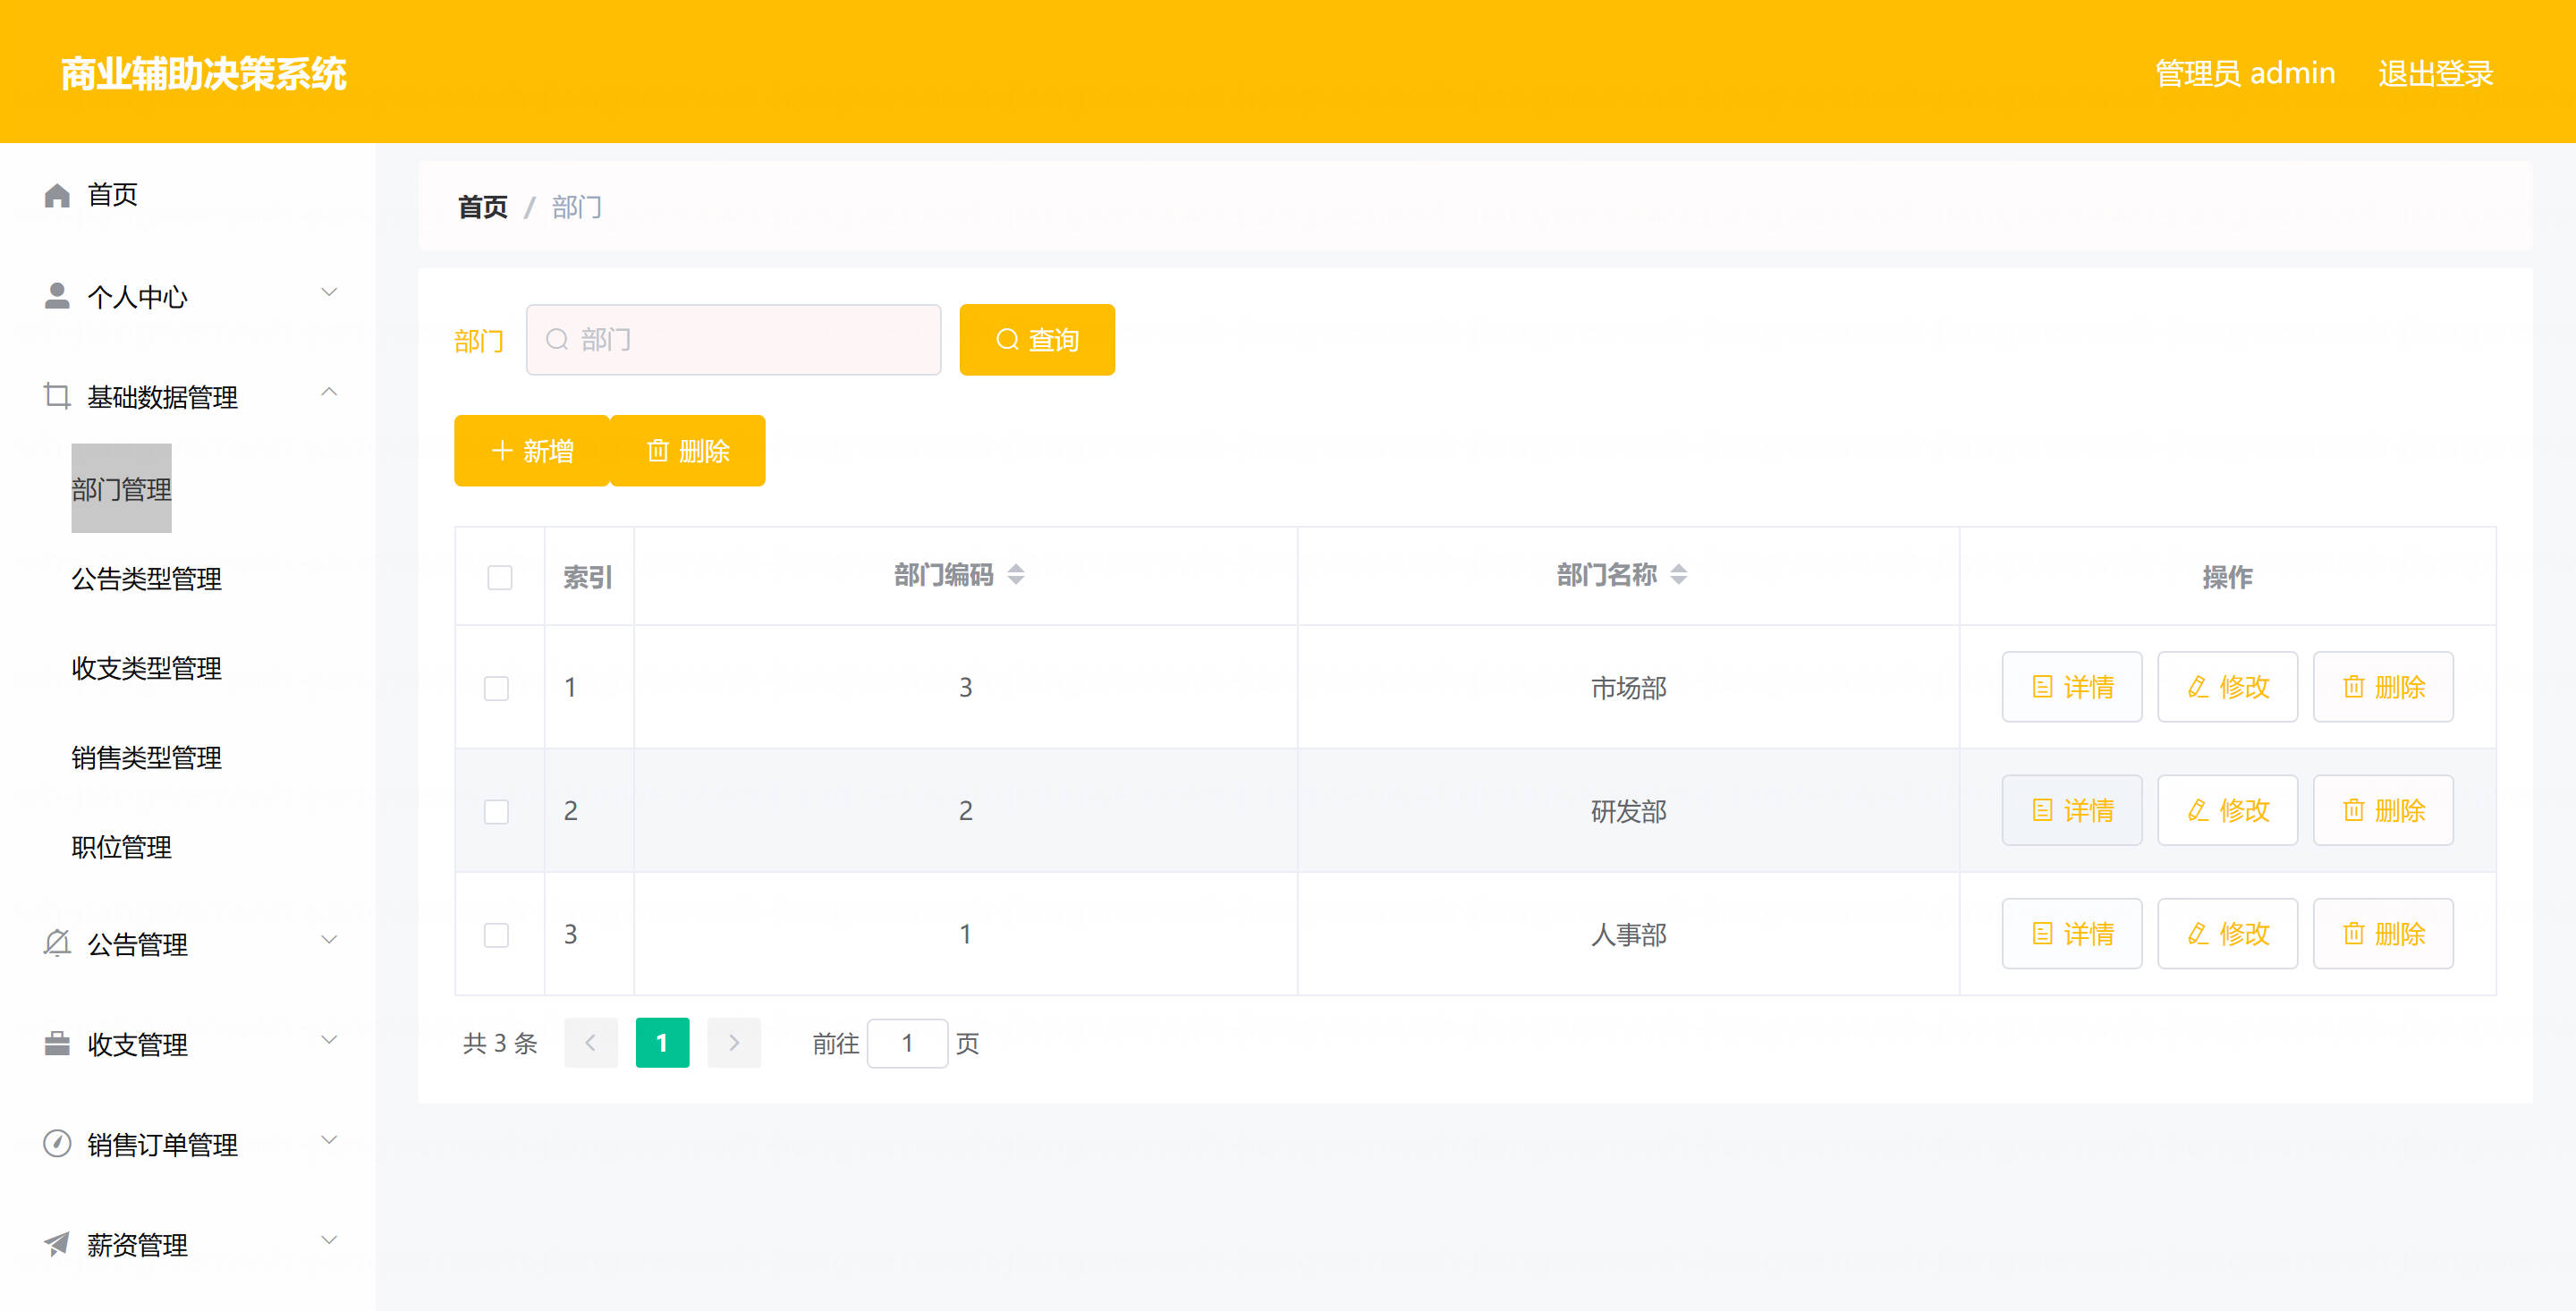 商业辅助决策系统
管理员 admin 退出登录
首页
个人中心
基础数据管理
部门管理
公告类型管理
收支类型管理
销售类型管理
职位管理
公告管理
收支管理
销售订单管理
薪资管理
首页 / 部门
部门 部门 查询
新增 删除
索引 部门编码 部门名称 操作
1 3 市场部 详情 修改 删除
2 2 研发部 详情 修改 删除
3 1 人事部 详情 修改 删除
共 3 条 1 前往 1 页